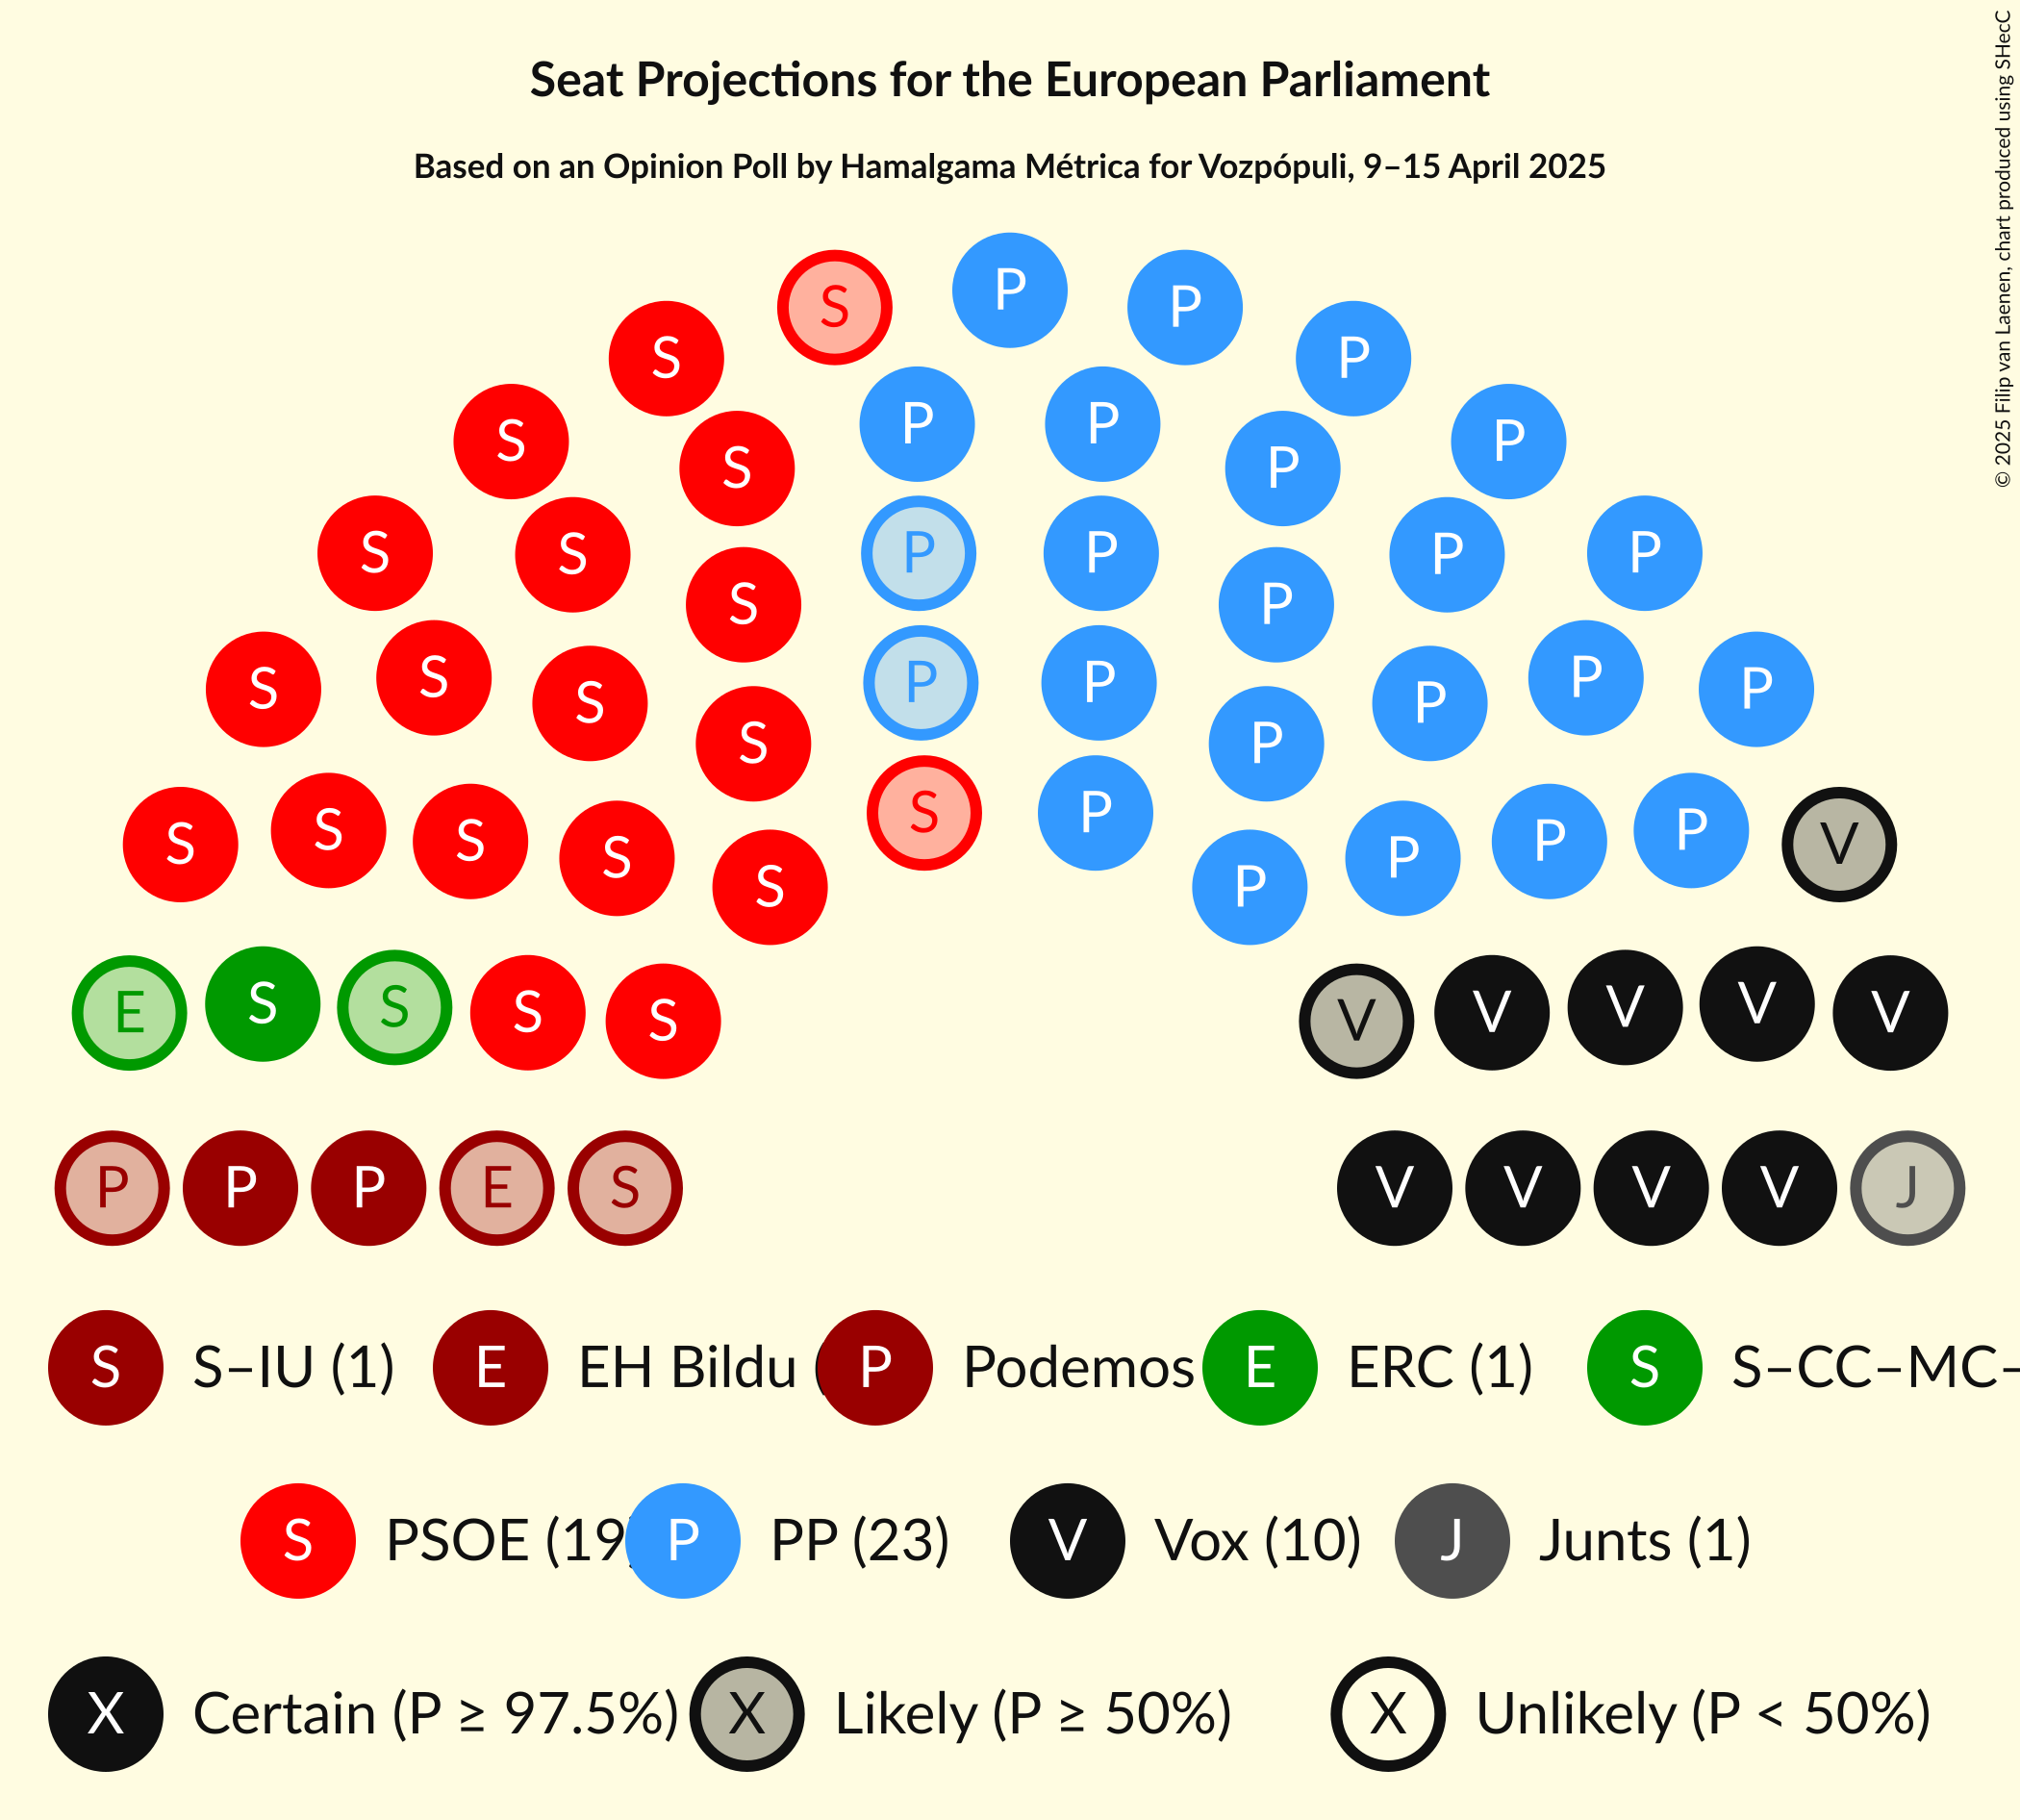 Seat Projections for the European Parliament
Based on an Opinion Poll by Hamalgama Métrica for Vozpópuli, 9–15 April 2025
© 2025 Filip van Laenen, chart produced using SHecC
P
S P
S P
P P
S P
S P
S S P P P P
S P
S S P P P P
S P
S P
S P
S S S P P V
S P
S P
E S S S S V V V V V
P P P E S V V V V J
S S–IU (1) E EH Bildu P Podemos E ERC (1) S S–CC–MC–
S PSOE (19 P PP (23) V Vox (10) J Junts (1)
X Certain (P ≥ 97.5%) X Likely (P ≥ 50%) X Unlikely (P < 50%)